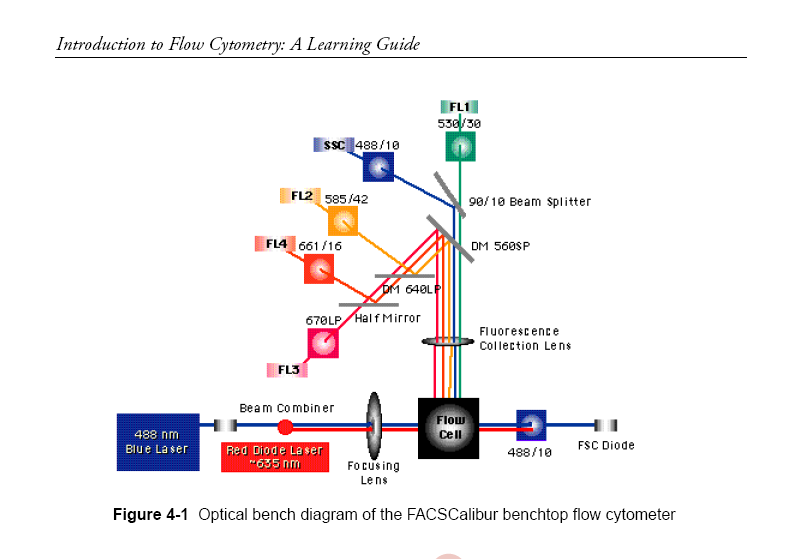 Introduction to Flow Cytometry: A Learning Guide
FL1
530/30
SSC 488/10
FL2 585/42
90/10 Beam Splitter
FL4 661/16
DM 560SP
DM 640LP
670LP
Half Mirror
Fluorescence
Collection Lens
FL3
Beam Combiner
488 nm
Blue Laser
Red Diode Laser
~635 nm
Focusing
Lens
Flow
Cell
488/10
FSC Diode
Figure 4-1 Optical bench diagram of the FACSCalibur benchtop flow cytometer